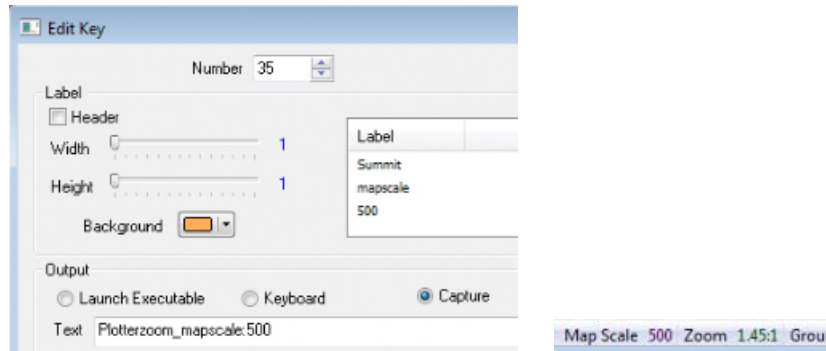 Edit Key
Number 35
Label
Header
Width 1
Height 1
Background
Label
Summit
mapscale
500
Output
Launch Executable Keyboard Capture
Text Plotterzoom_mapscale:500
Map Scale 500 Zoom 1.45:1 Grou